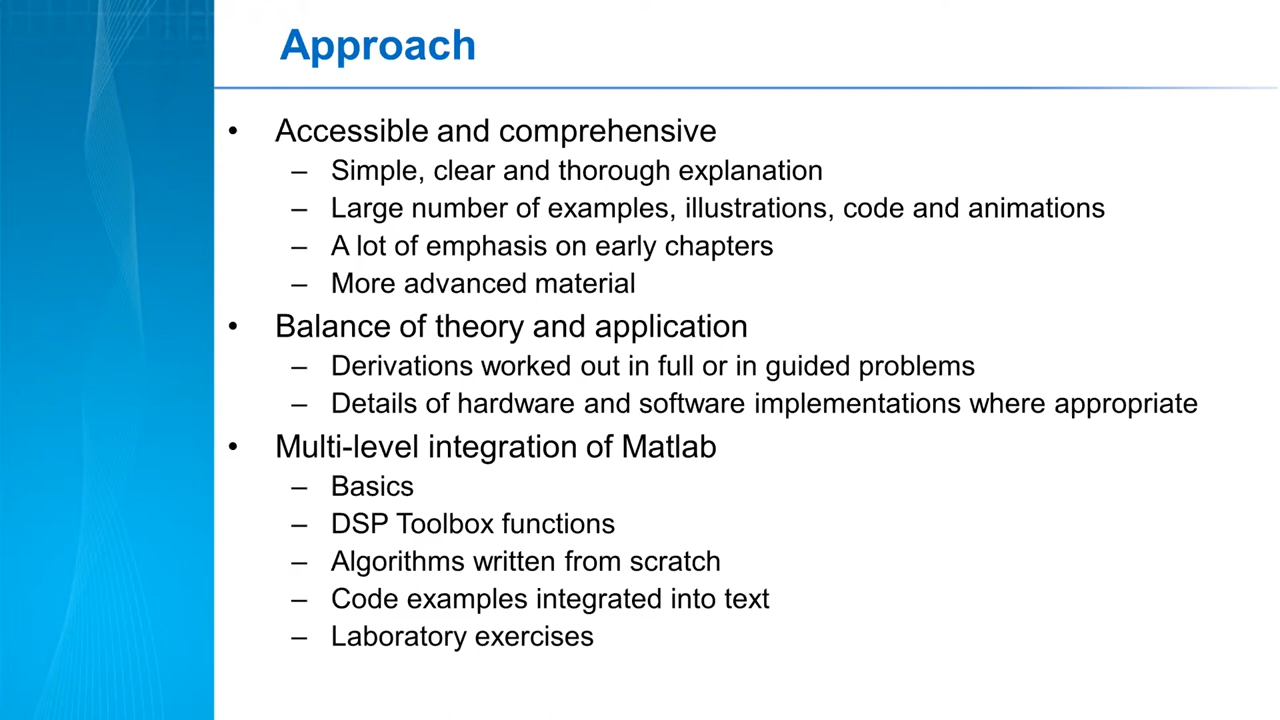 Approach
• Accessible and comprehensive
– Simple, clear and thorough explanation
– Large number of examples, illustrations, code and animations
– A lot of emphasis on early chapters
– More advanced material
• Balance of theory and application
– Derivations worked out in full or in guided problems
– Details of hardware and software implementations where appropriate
• Multi-level integration of Matlab
– Basics
– DSP Toolbox functions
– Algorithms written from scratch
– Code examples integrated into text
– Laboratory exercises